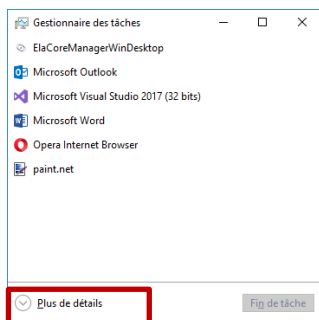 Gestionnaire des tâches
ElaCoreManagerWinDesktop
Microsoft Outlook
Microsoft Visual Studio 2017 (32 bits)
Microsoft Word
Opera Internet Browser
paint.net
Plus de détails
Fin de tâche